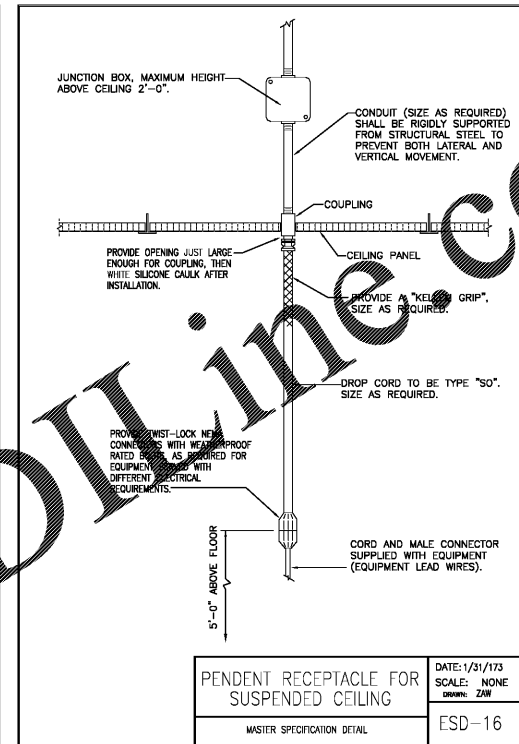 JUNCTION BOX, MAXIMUM HEIGHT
ABOVE CEILING 2'-0".
CONDUIT (SIZE AS REQUIRED)
SHALL BE RIGIDLY SUPPORTED
FROM STRUCTURAL STEEL TO
PREVENT BOTH LATERAL AND
VERTICAL MOVEMENT.
COUPLING
PROVIDE OPENING JUST LARGE
ENOUGH FOR COUPLING, THEN
WHITE SILICONE CAULK AFTER
INSTALLATION.
CEILING PANEL
PROVIDE A "KELLEM GRIP",
SIZE AS REQUIRED.
DROP CORD TO BE TYPE "SO".
SIZE AS REQUIRED.
PROVIDE TWIST-LOCK NEMA
CONNECTORS WITH WEATHERPROOF
RATED AS REQUIRED FOR
EQUIPMENT WITH
DIFFERENT ELECTRICAL
REQUIREMENTS.
CORD AND MALE CONNECTOR
SUPPLIED WITH EQUIPMENT
(EQUIPMENT LEAD WIRES).
5'-0" ABOVE FLOOR
PENDENT RECEPTACLE FOR
SUSPENDED CEILING
MASTER SPECIFICATION DETAIL
DATE: 1/31/173
SCALE: NONE
DRAWN: ZAW
ESD-16
DILine.c